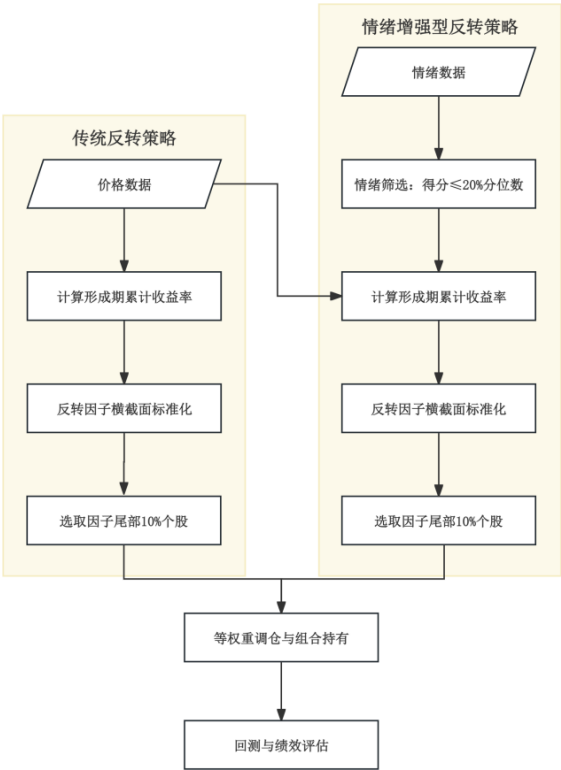 传统反转策略
价格数据
计算形成期累计收益率
反转因子横截面标准化
选取因子尾部10%个股
情绪增强型反转策略
情绪数据
情绪筛选：得分≤20%分位数
计算形成期累计收益率
反转因子横截面标准化
选取因子尾部10%个股
等权重调仓与组合持有
回测与绩效评估